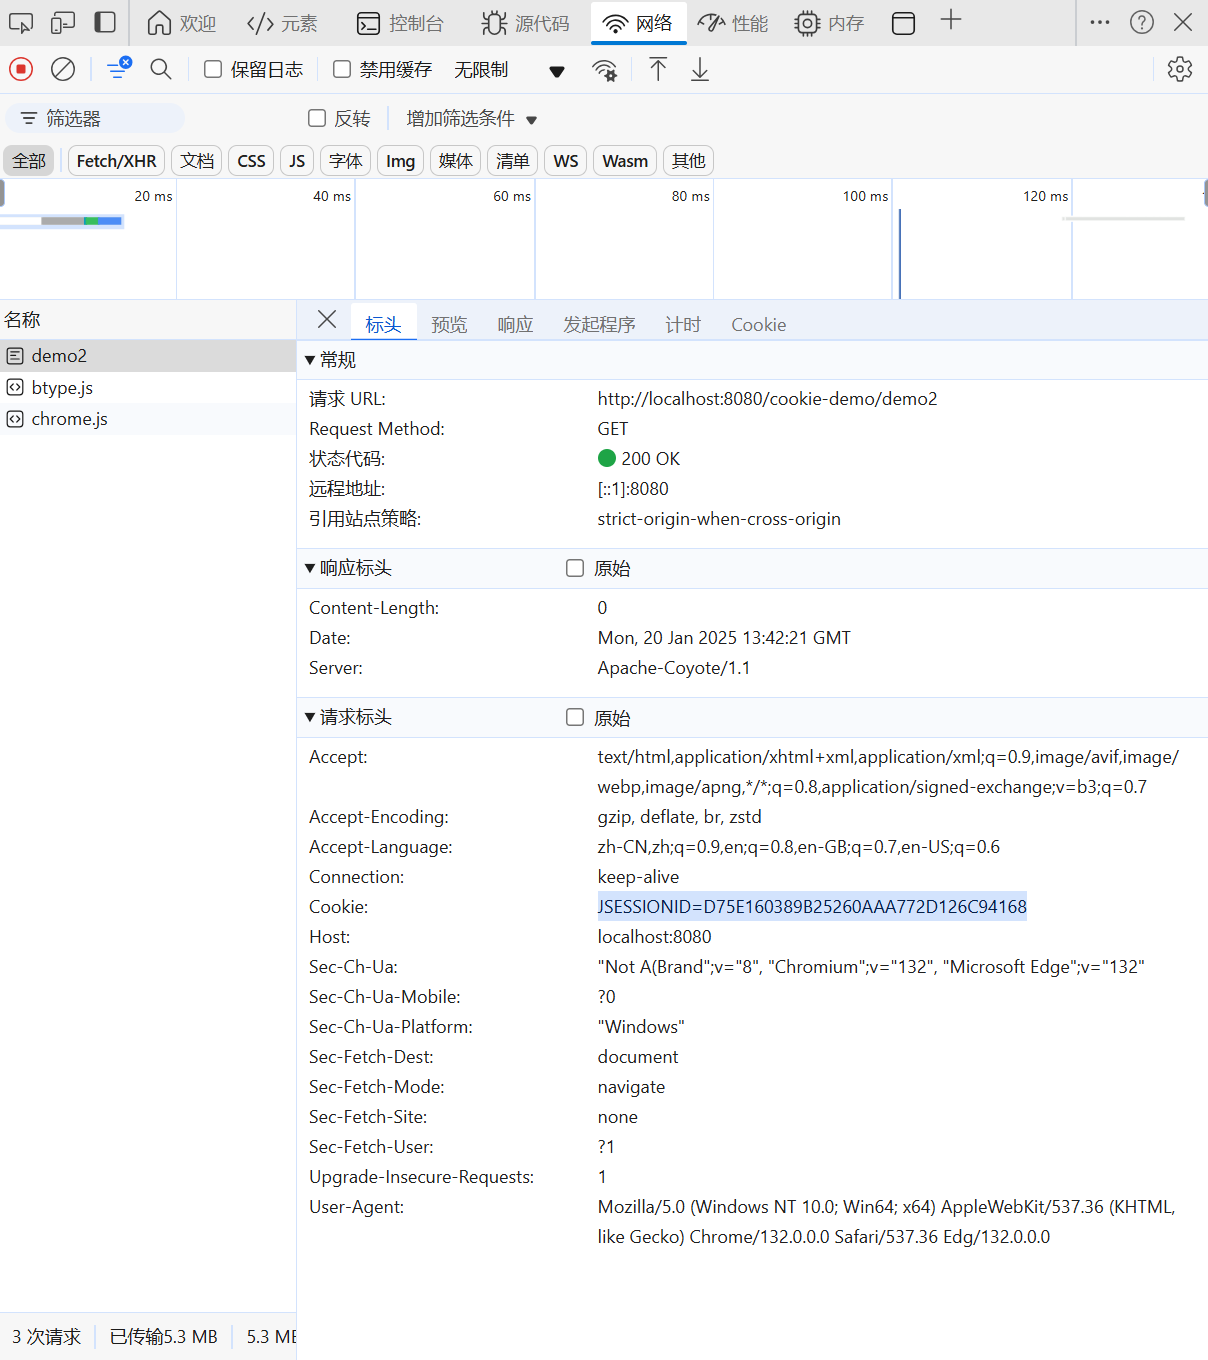 欢迎 元素 控制台 源代码 网络 性能 内存
保留日志 禁用缓存 无限制
筛选器 反转 增加筛选条件
全部 Fetch/XHR 文档 CSS JS 字体 Img 媒体 清单 WS Wasm 其他
20 ms 40 ms 60 ms 80 ms 100 ms 120 ms
名称 标头 预览 响应 发起程序 计时 Cookie
demo2
btype.js
chrome.js
常规
请求 URL: http://localhost:8080/cookie-demo/demo2
Request Method: GET
状态代码: 200 OK
远程地址: [::1]:8080
引用站点策略: strict-origin-when-cross-origin
响应标头 原始
Content-Length: 0
Date: Mon, 20 Jan 2025 13:42:21 GMT
Server: Apache-Coyote/1.1
请求标头 原始
Accept: text/html,application/xhtml+xml,application/xml;q=0.9,image/avif,image/
webp,image/apng,*/*;q=0.8,application/signed-exchange;v=b3;q=0.7
Accept-Encoding: gzip, deflate, br, zstd
Accept-Language: zh-CN,zh;q=0.9,en;q=0.8,en-GB;q=0.7,en-US;q=0.6
Connection: keep-alive
Cookie: JSESSIONID=D75E160389B25260AAA772D126C94168
Host: localhost:8080
Sec-Ch-Ua: "Not A(Brand";v="8", "Chromium";v="132", "Microsoft Edge";v="132"
Sec-Ch-Ua-Mobile: ?0
Sec-Ch-Ua-Platform: "Windows"
Sec-Fetch-Dest: document
Sec-Fetch-Mode: navigate
Sec-Fetch-Site: none
Sec-Fetch-User: ?1
Upgrade-Insecure-Requests: 1
User-Agent: Mozilla/5.0 (Windows NT 10.0; Win64; x64) AppleWebKit/537.36 (KHTML,
like Gecko) Chrome/132.0.0.0 Safari/537.36 Edg/132.0.0.0
3 次请求 已传输5.3 MB 5.3 M